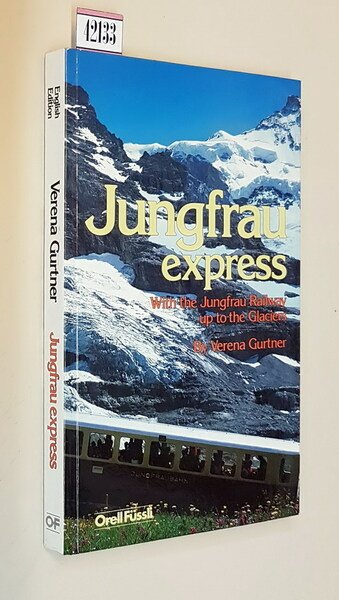 42133
English
Edition
Verena Gurtner
Jungfrau express
OF
Jungfrau
express
With the Jungfrau Railway
up to the Glaciers
By Verena Gurtner
JUNGFRAUBAHN
Orell Füssli